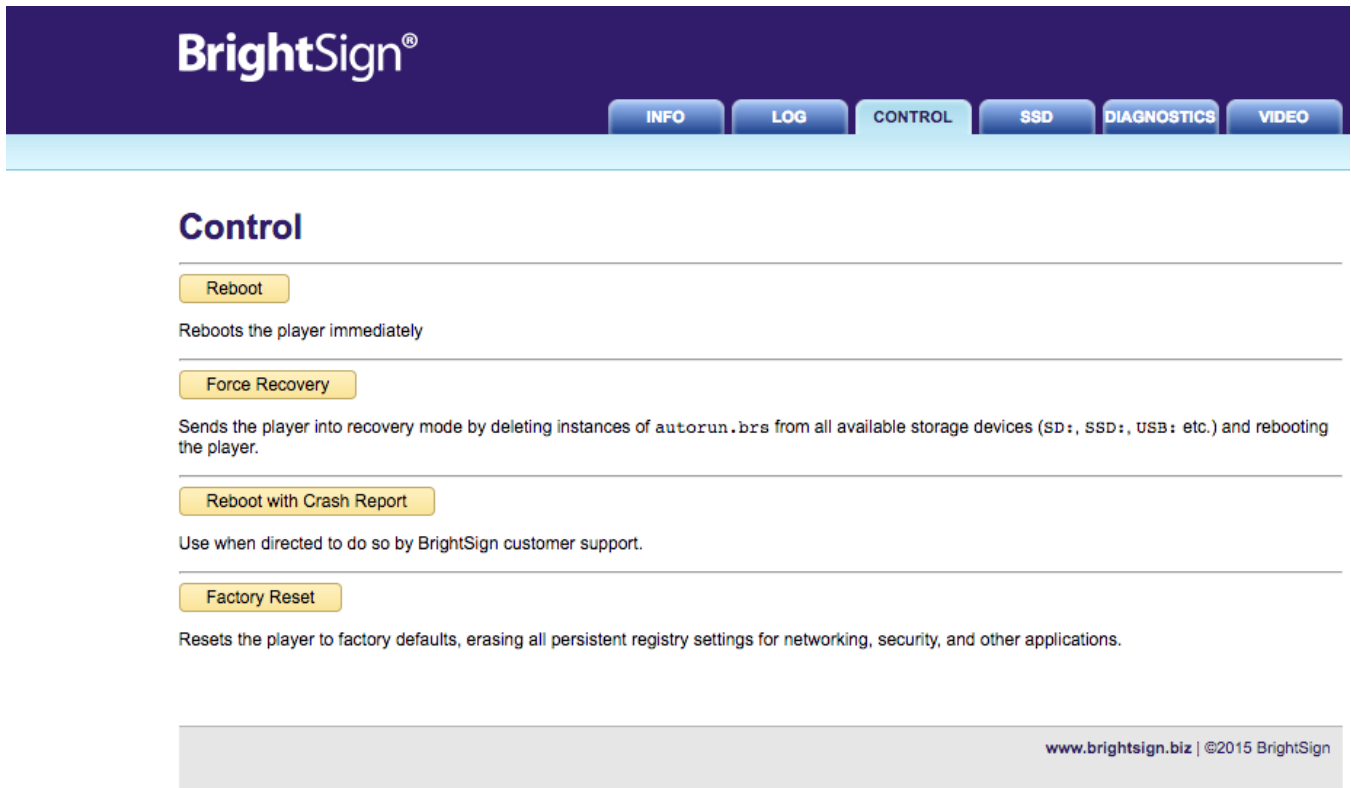 BrightSign®
INFO LOG CONTROL SSD DIAGNOSTICS VIDEO
Control
Reboot
Reboots the player immediately
Force Recovery
Sends the player into recovery mode by deleting instances of autorun.brs from all available storage devices (SD:, SSD:, USB: etc.) and rebooting
the player.
Reboot with Crash Report
Use when directed to do so by BrightSign customer support.
Factory Reset
Resets the player to factory defaults, erasing all persistent registry settings for networking, security, and other applications.
www.brightsign.biz | ©2015 BrightSign